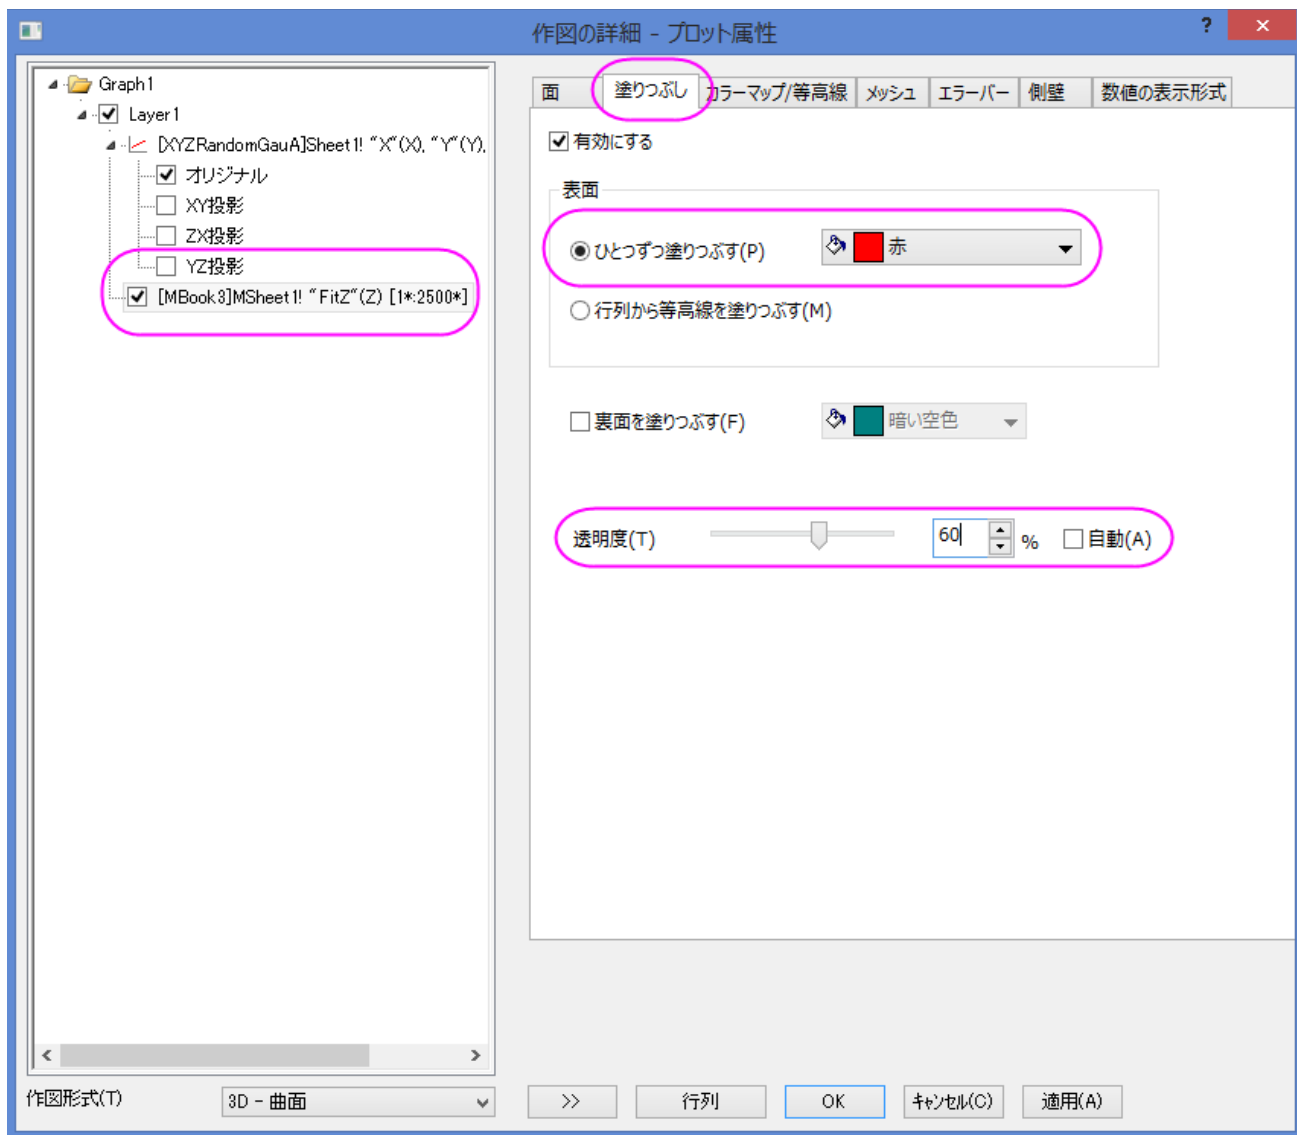 作図の詳細 - プロット属性
? ×
Graph1
Layer1
[XYZRandomGauA]Sheet1! "X"(X), "Y"(Y),
オリジナル
XY投影
ZX投影
YZ投影
[MBook3]MSheet1! "FitZ"(Z) [1*:2500*]
面 塗りつぶし カラーマップ/等高線 メッシュ エラーバー 側壁 数値の表示形式
有効にする
表面
ひとつずつ塗りつぶす(P) 赤
行列から等高線を塗りつぶす(M)
裏面を塗りつぶす(F) 暗い空色
透明度(T) 60 % 自動(A)
作図形式(T) 3D - 曲面 >> 行列 OK キャンセル(C) 適用(A)